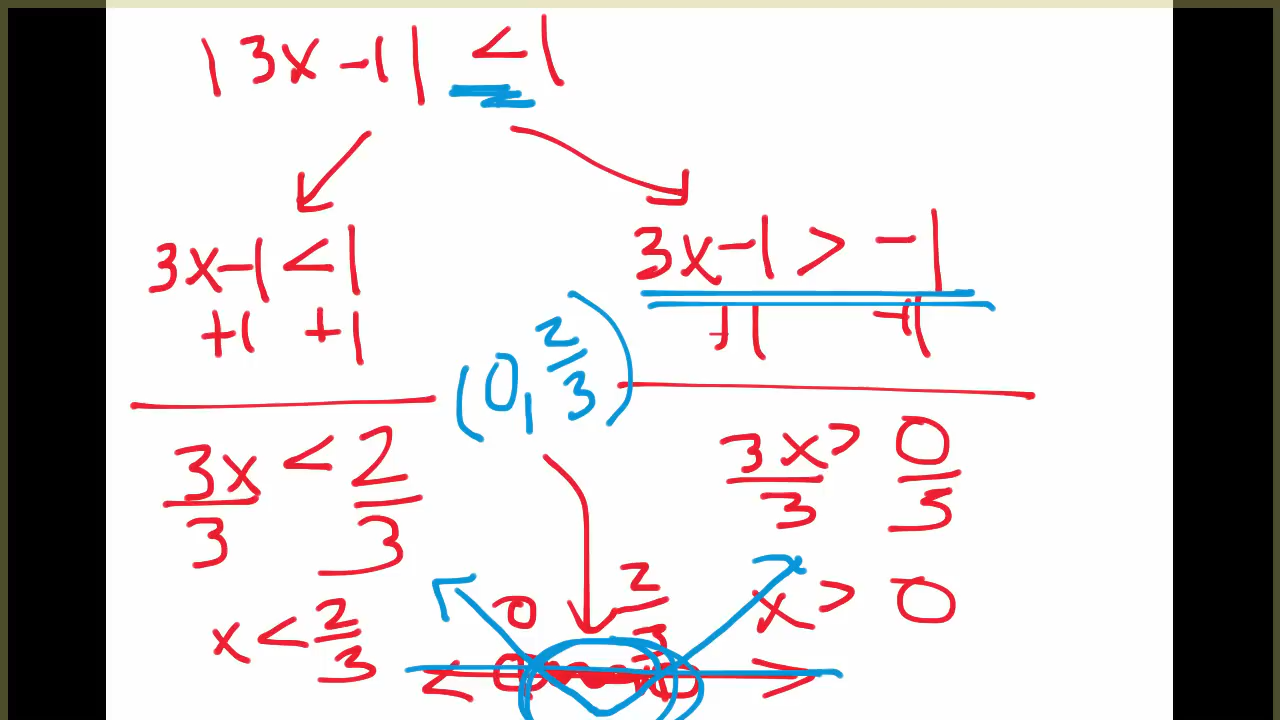 |3x-1| < 1
3x-1 < 1
3x-1 > -1
+1 +1
+1 +1
(0, 2/3)
3x/3 < 2/3
3x/3 > 0/3
x < 2/3
x > 0
0 2/3